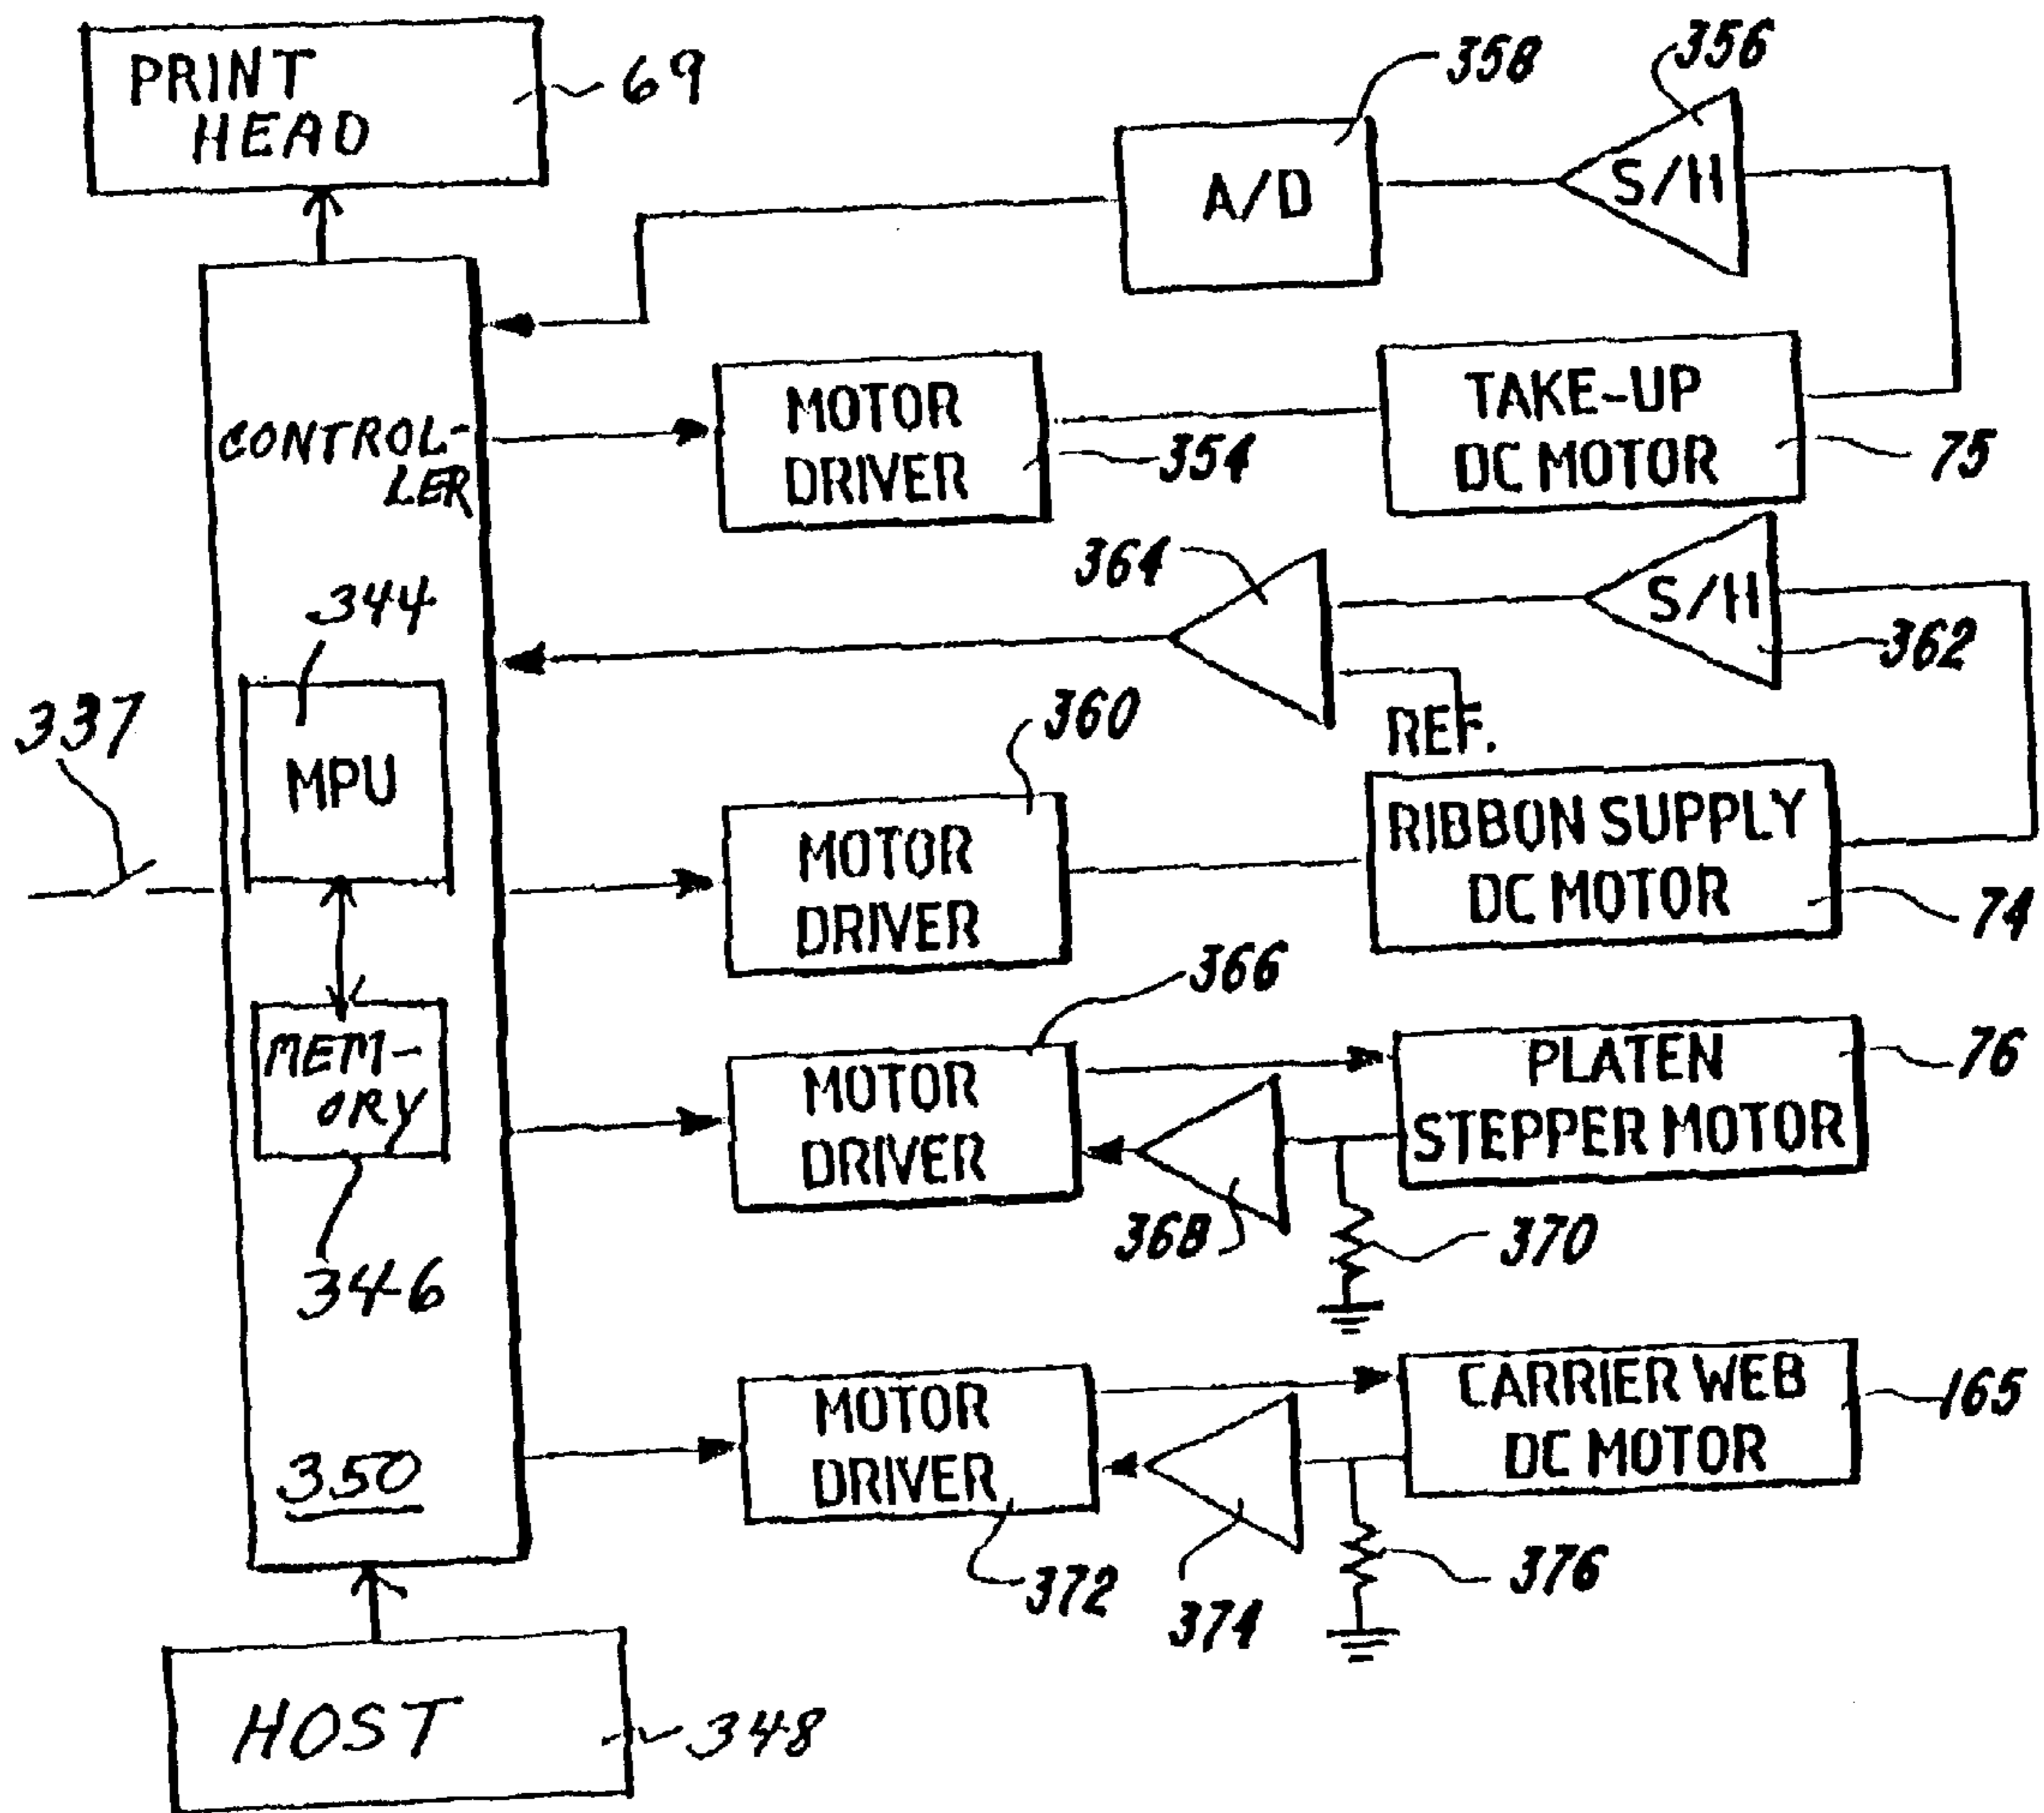 PRINT
HEAD
69
358
356
A/D
S/H
CONTROL-
LER
MOTOR
DRIVER
354
TAKE-UP
DC MOTOR
75
344
364
S/H
362
337
MPU
360
REF.
MOTOR
DRIVER
RIBBON SUPPLY
DC MOTOR
74
366
MEM-
ORY
MOTOR
DRIVER
PLATEN
STEPPER MOTOR
76
346
368
370
350
MOTOR
DRIVER
CARRIER WEB
DC MOTOR
165
372
374
376
HOST
348